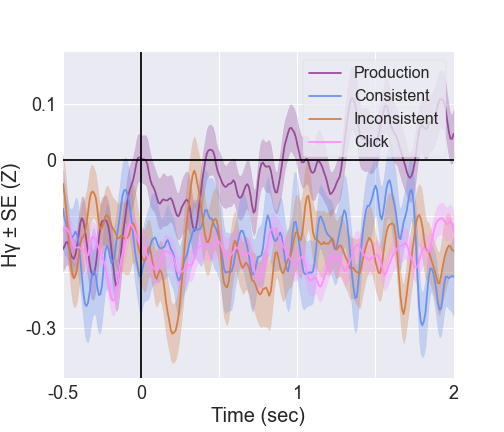 Production
Consistent
Inconsistent
Click
0.1
0
-0.3
Hγ ± SE (Z)
-0.5 0 1 2
Time (sec)